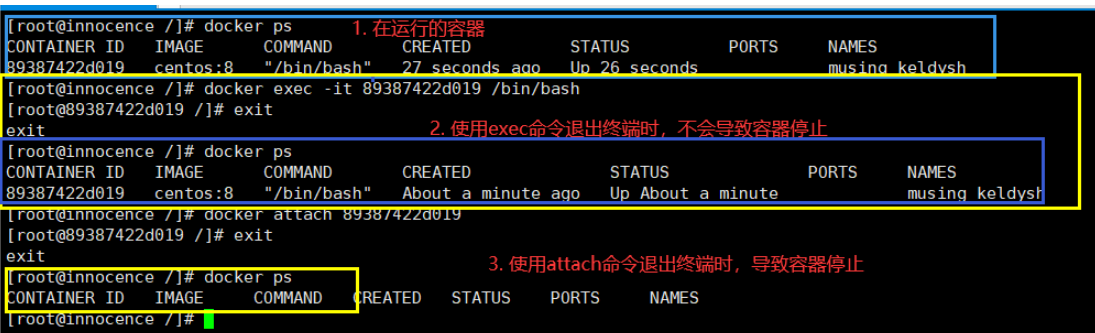 [root@innocence /]# docker ps 1. 在运行的容器
CONTAINER ID IMAGE COMMAND CREATED STATUS PORTS NAMES
89387422d019 centos:8 "/bin/bash" 27 seconds ago Up 26 seconds musing_keldysh
[root@innocence /]# docker exec -it 89387422d019 /bin/bash
[root@89387422d019 /]# exit
exit 2. 使用exec命令退出终端时，不会导致容器停止
[root@innocence /]# docker ps
CONTAINER ID IMAGE COMMAND CREATED STATUS PORTS NAMES
89387422d019 centos:8 "/bin/bash" About a minute ago Up About a minute musing_keldysh
[root@innocence /]# docker attach 89387422d019
[root@89387422d019 /]# exit
exit 3. 使用attach命令退出终端时，导致容器停止
[root@innocence /]# docker ps
CONTAINER ID IMAGE COMMAND CREATED STATUS PORTS NAMES
[root@innocence /]#